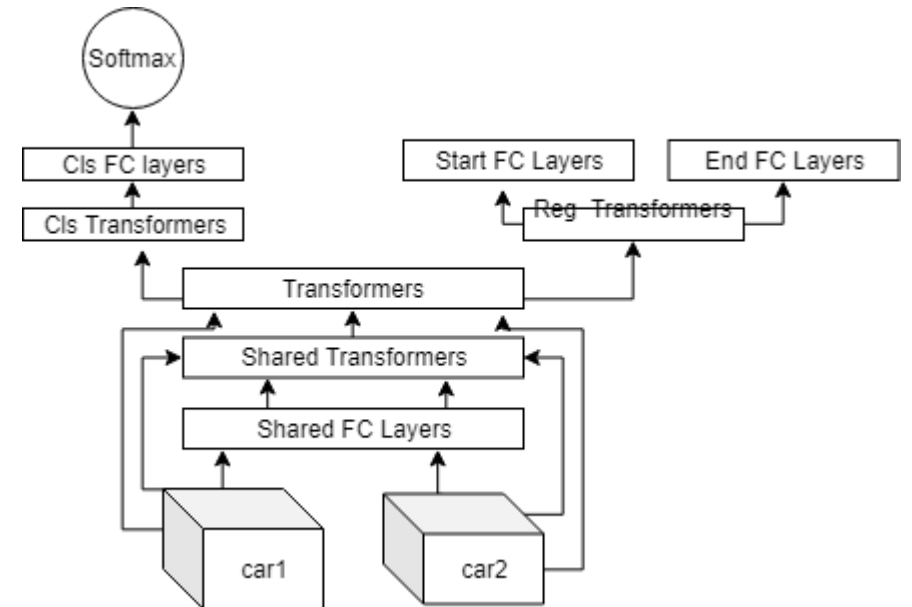 Softmax
Cls FC layers
Start FC Layers
End FC Layers
Cls Transformers
Reg Transformers
Transformers
Shared Transformers
Shared FC Layers
car1
car2